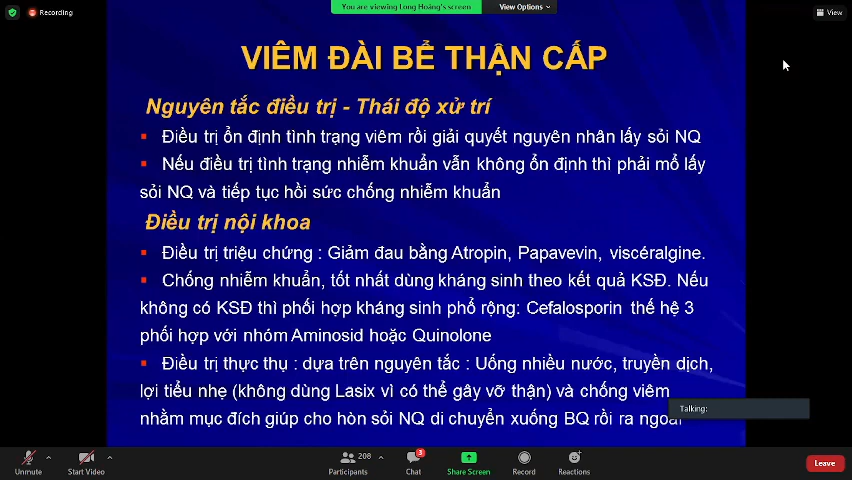 Recording
You are viewing Long Hoàng's screen
View Options
View
VIÊM ĐÀI BỂ THẬN CẤP
Nguyên tắc điều trị - Thái độ xử trí
Điều trị ổn định tình trạng viêm rồi giải quyết nguyên nhân lấy sỏi NQ
Nếu điều trị tình trạng nhiễm khuẩn vẫn không ổn định thì phải mổ lấy
sỏi NQ và tiếp tục hồi sức chống nhiễm khuẩn
Điều trị nội khoa
Điều trị triệu chứng : Giảm đau bằng Atropin, Papavevin, viscéralgine.
Chống nhiễm khuẩn, tốt nhất dùng kháng sinh theo kết quả KSĐ. Nếu
không có KSĐ thì phối hợp kháng sinh phổ rộng: Cefalosporin thế hệ 3
phối hợp với nhóm Aminosid hoặc Quinolone
Điều trị thực thụ : dựa trên nguyên tắc : Uống nhiều nước, truyền dịch,
lợi tiểu nhẹ (không dùng Lasix vì có thể gây vỡ thận) và chống viêm
nhằm mục đích giúp cho hòn sỏi NQ di chuyển xuống BQ rồi ra ngoài
Talking:
Unmute
Start Video
208
Participants
3
Chat
Share Screen
Record
Reactions
Leave